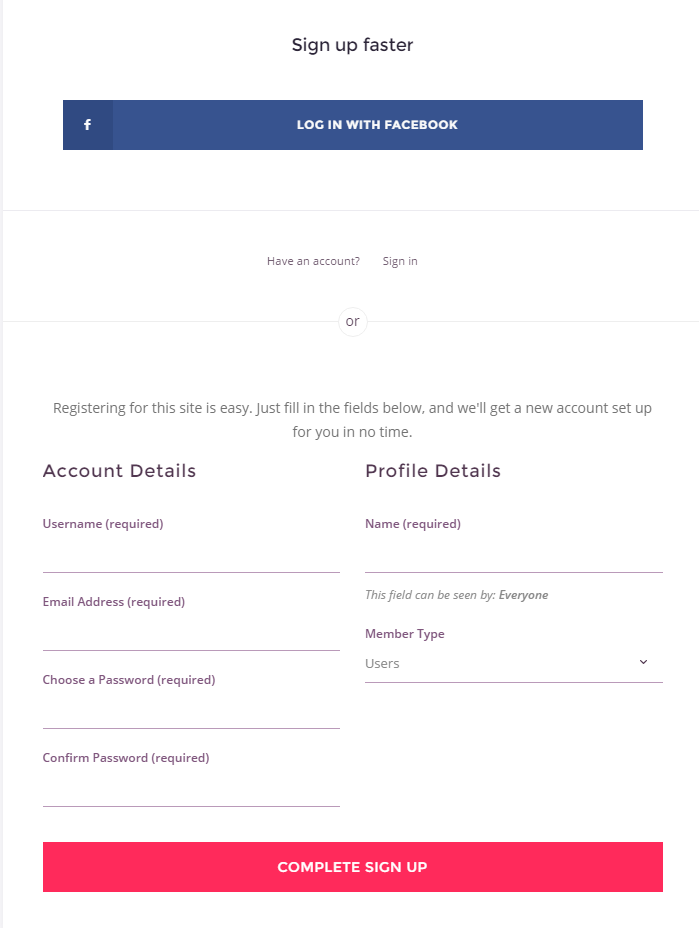 Sign up faster
f LOG IN WITH FACEBOOK
Have an account? Sign in
or
Registering for this site is easy. Just fill in the fields below, and we'll get a new account set up
for you in no time.
Account Details
Username (required)
Email Address (required)
Choose a Password (required)
Confirm Password (required)
Profile Details
Name (required)
This field can be seen by: Everyone
Member Type
Users
COMPLETE SIGN UP